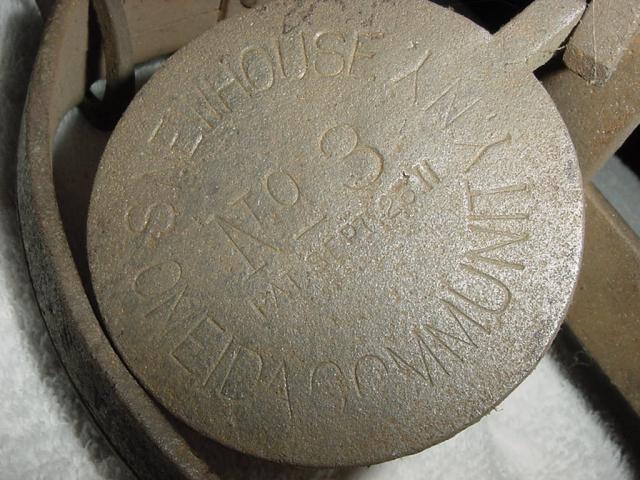 S. NEWHOUSE N.Y.
No 3
PAT. SEPT. 26 11
ONEIDA COMMUNITY